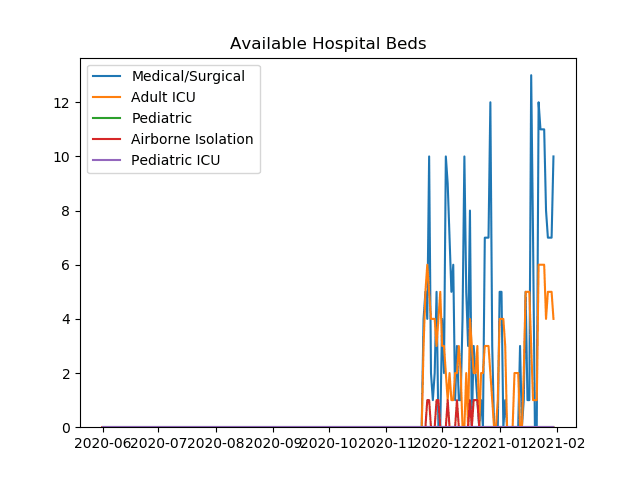 Available Hospital Beds
Medical/Surgical
Adult ICU
Pediatric
Airborne Isolation
Pediatric ICU
12
10
8
6
4
2
0
2020-06 2020-07 2020-08 2020-09 2020-10 2020-11 2020-12 2021-01 2021-02